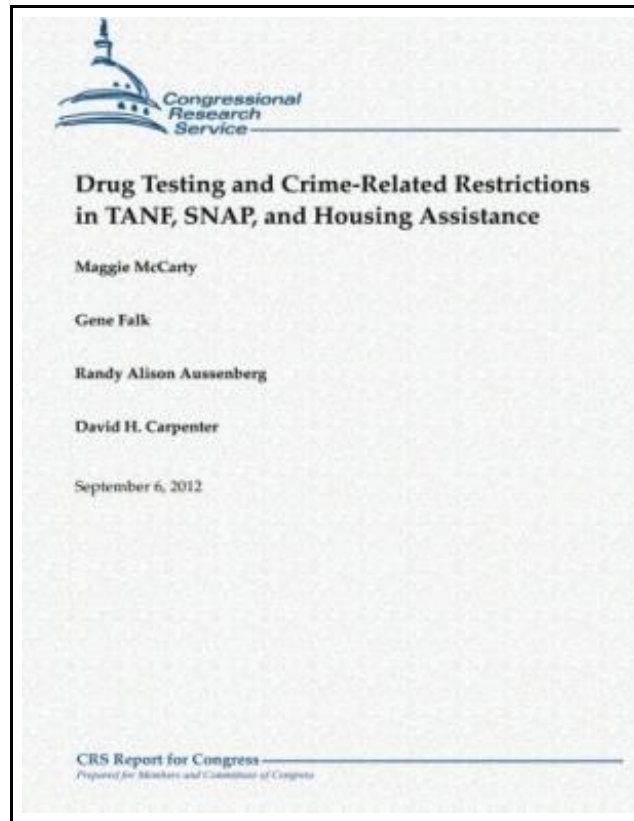 Congressional
Research
Service
Drug Testing and Crime-Related Restrictions
in TANF, SNAP, and Housing Assistance
Maggie McCarty
Gene Falk
Randy Alison Aussenberg
David H. Carpenter
September 6, 2012
CRS Report for Congress
Prepared for Members and Committees of Congress